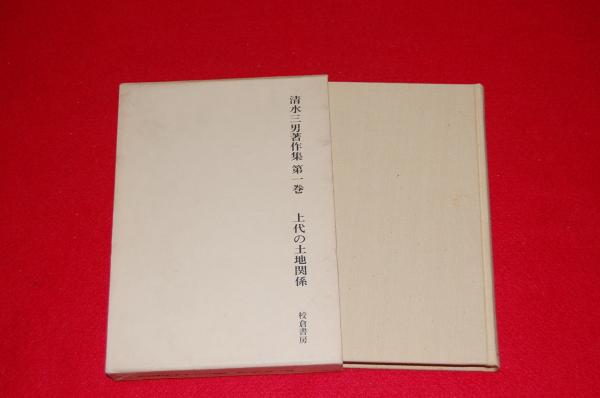 清水三男著作集 第一巻 上代の土地関係 校倉書房